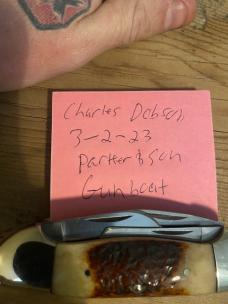 Charles Dobson
3-2-23
Parker & Son
Gunboat